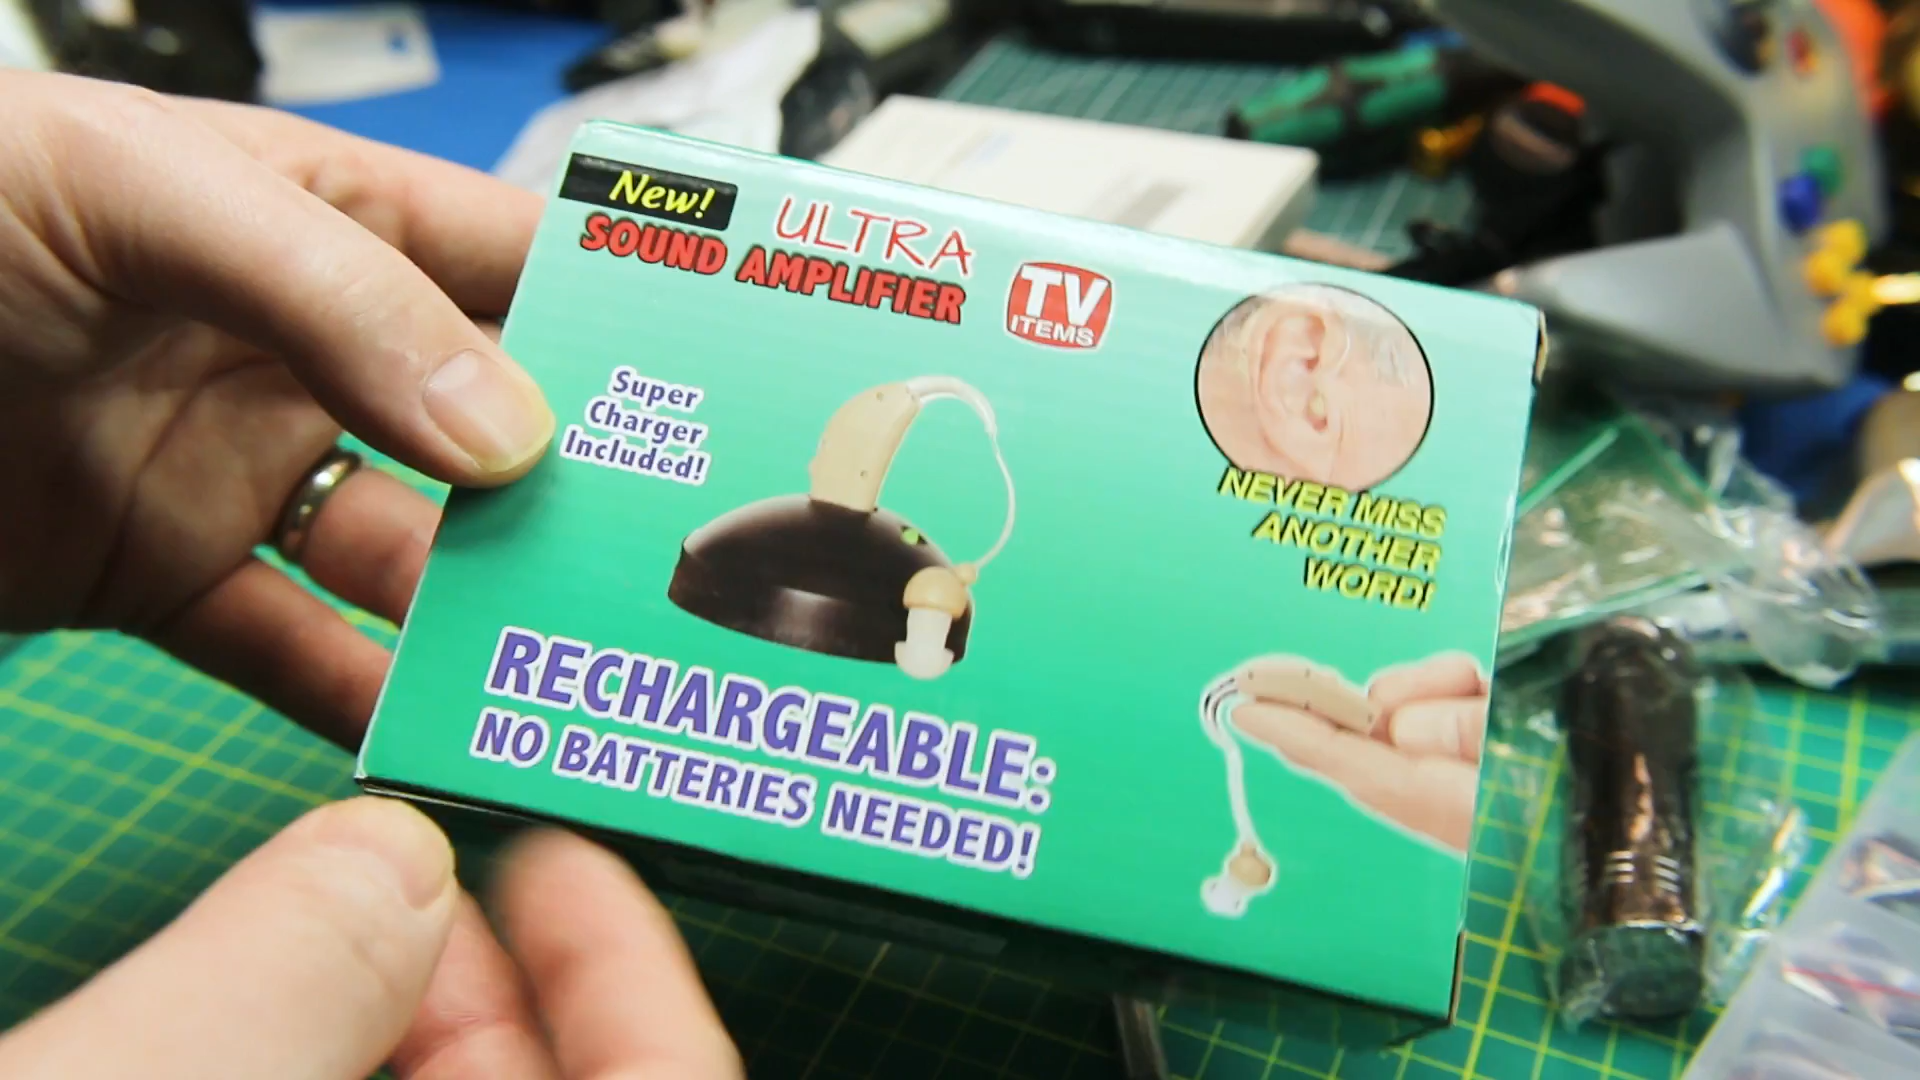 New!
ULTRA
SOUND AMPLIFIER
TV
ITEMS
Super
Charger
Included!
NEVER MISS
ANOTHER
WORD!
RECHARGEABLE:
NO BATTERIES NEEDED!